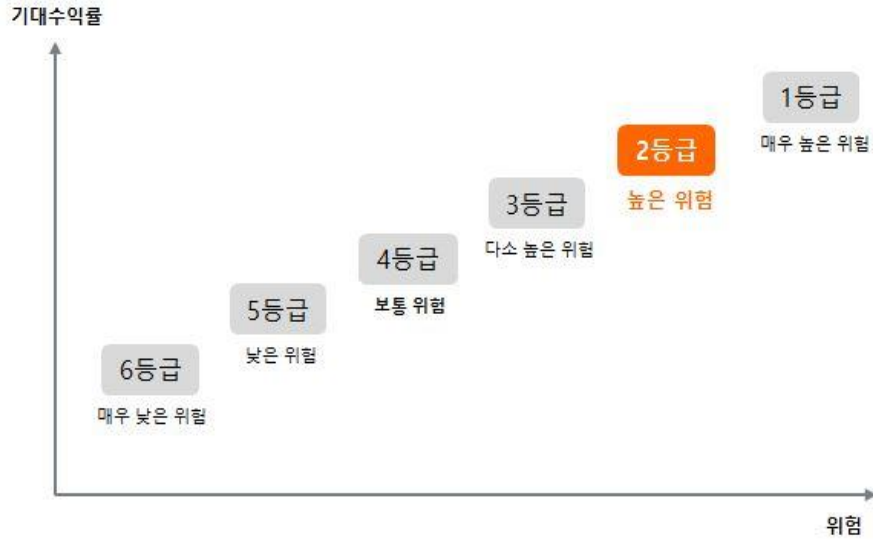 기대수익률
1등급
매우 높은 위험
2등급
높은 위험
3등급
다소 높은 위험
4등급
보통 위험
5등급
낮은 위험
6등급
매우 낮은 위험
위험